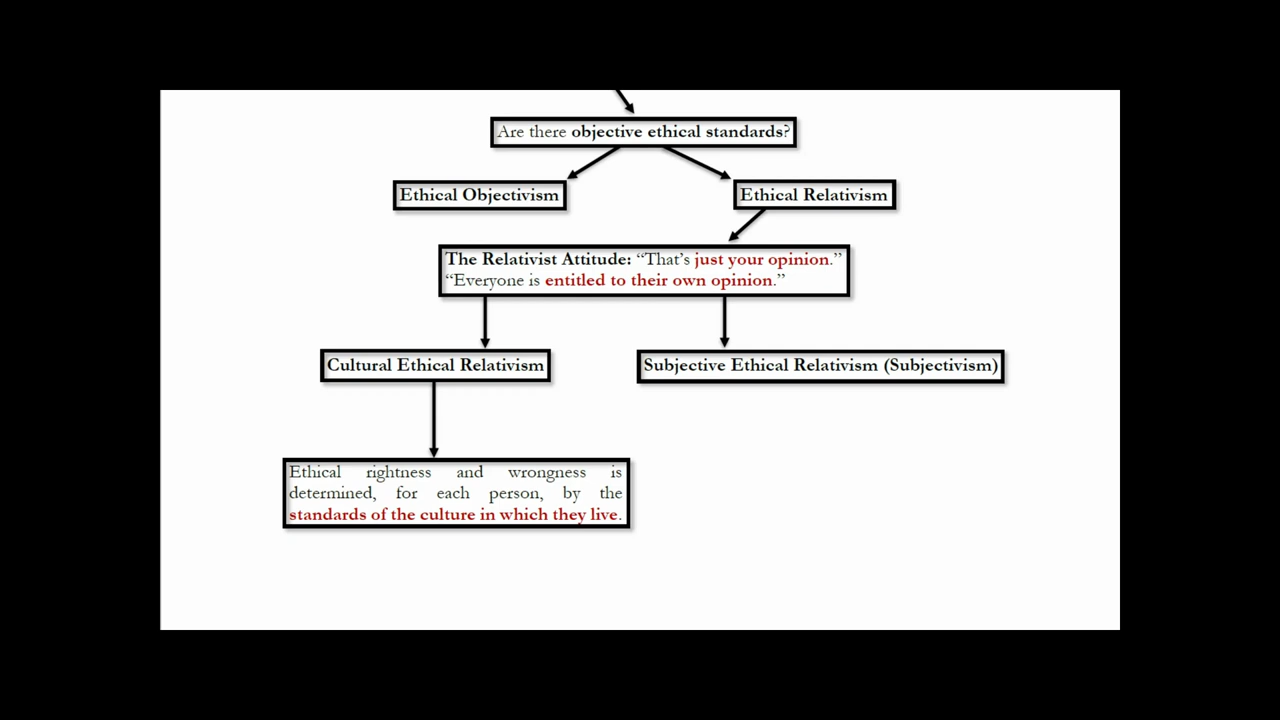 Are there objective ethical standards?
Ethical Objectivism
Ethical Relativism
The Relativist Attitude: “That’s just your opinion.”
“Everyone is entitled to their own opinion.”
Cultural Ethical Relativism
Subjective Ethical Relativism (Subjectivism)
Ethical rightness and wrongness is
determined, for each person, by the
standards of the culture in which they live.